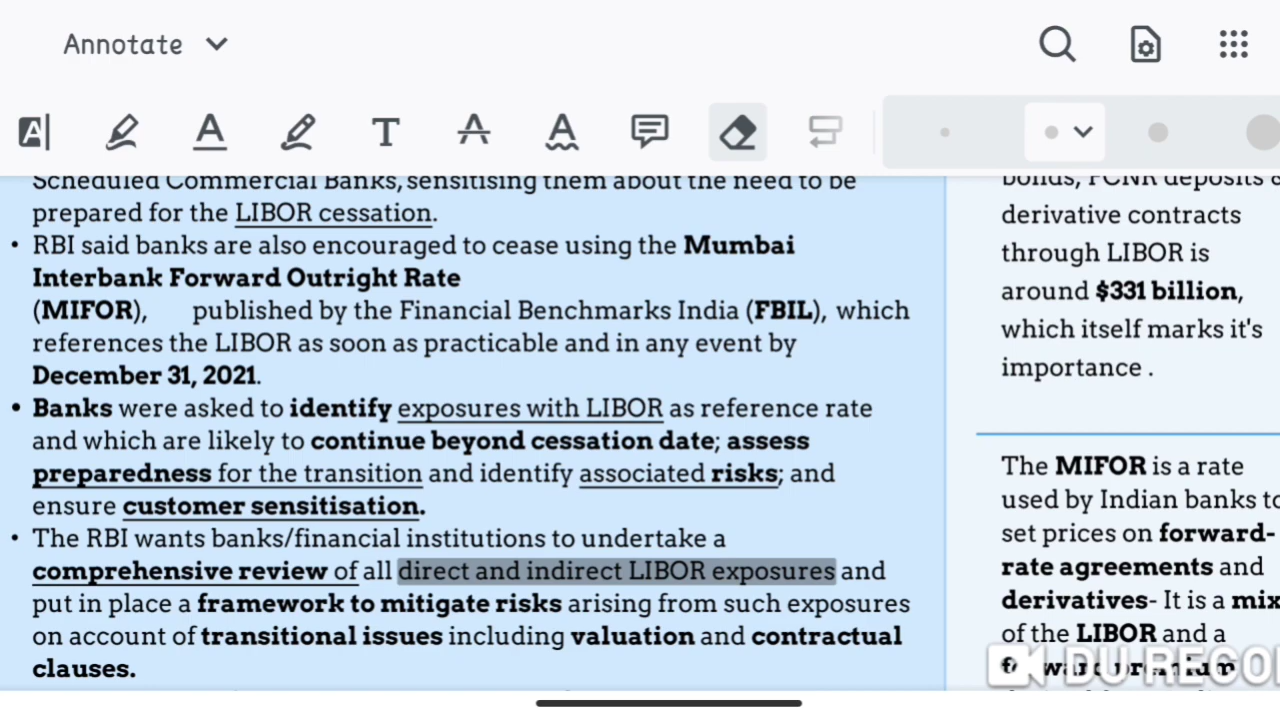 Annotate
Scheduled Commercial Banks, sensitising them about the need to be
prepared for the LIBOR cessation.
• RBI said banks are also encouraged to cease using the Mumbai
Interbank Forward Outright Rate
(MIFOR), published by the Financial Benchmarks India (FBIL), which
references the LIBOR as soon as practicable and in any event by
December 31, 2021.
• Banks were asked to identify exposures with LIBOR as reference rate
and which are likely to continue beyond cessation date; assess
preparedness for the transition and identify associated risks; and
ensure customer sensitisation.
• The RBI wants banks/financial institutions to undertake a
comprehensive review of all direct and indirect LIBOR exposures and
put in place a framework to mitigate risks arising from such exposures
on account of transitional issues including valuation and contractual
clauses.
bonds, FCNR deposits &
derivative contracts
through LIBOR is
around $331 billion,
which itself marks it's
importance .
The MIFOR is a rate
used by Indian banks to
set prices on forward-
rate agreements and
derivatives- It is a mix
of the LIBOR and a
forward premium
DU RECO